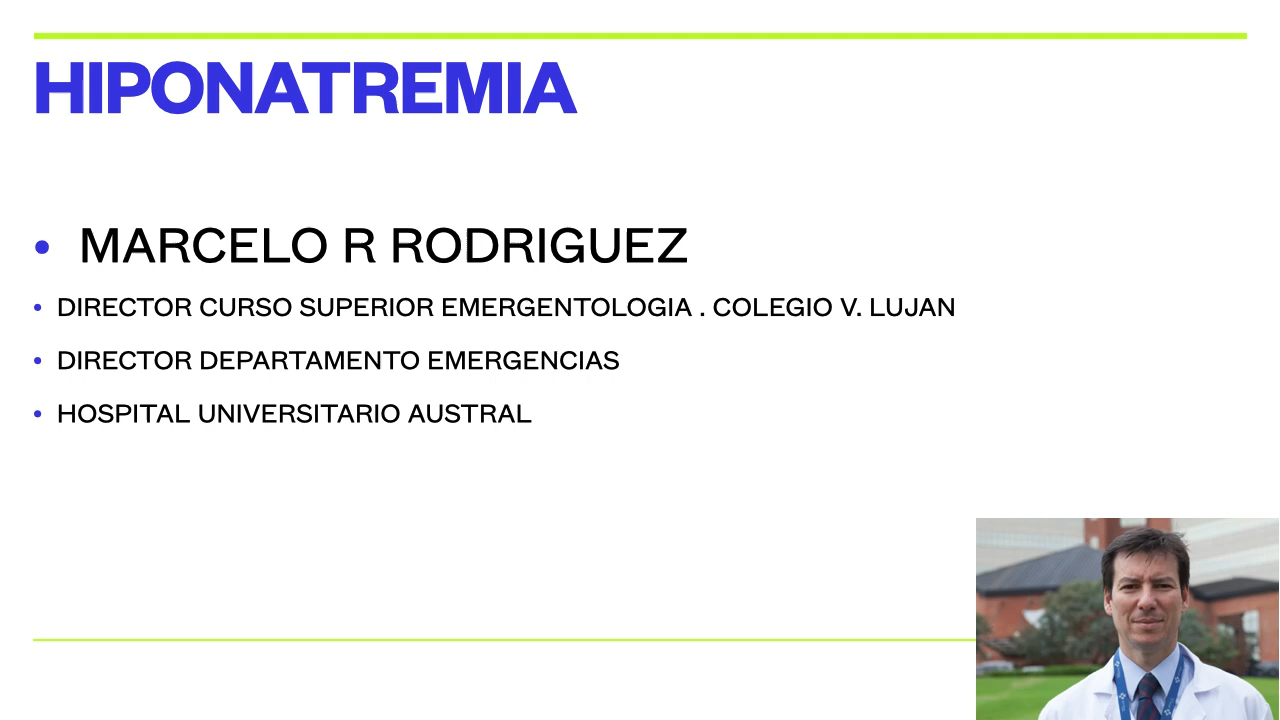 HIPONATREMIA
• MARCELO R RODRIGUEZ
• DIRECTOR CURSO SUPERIOR EMERGENTOLOGIA . COLEGIO V. LUJAN
• DIRECTOR DEPARTAMENTO EMERGENCIAS
• HOSPITAL UNIVERSITARIO AUSTRAL